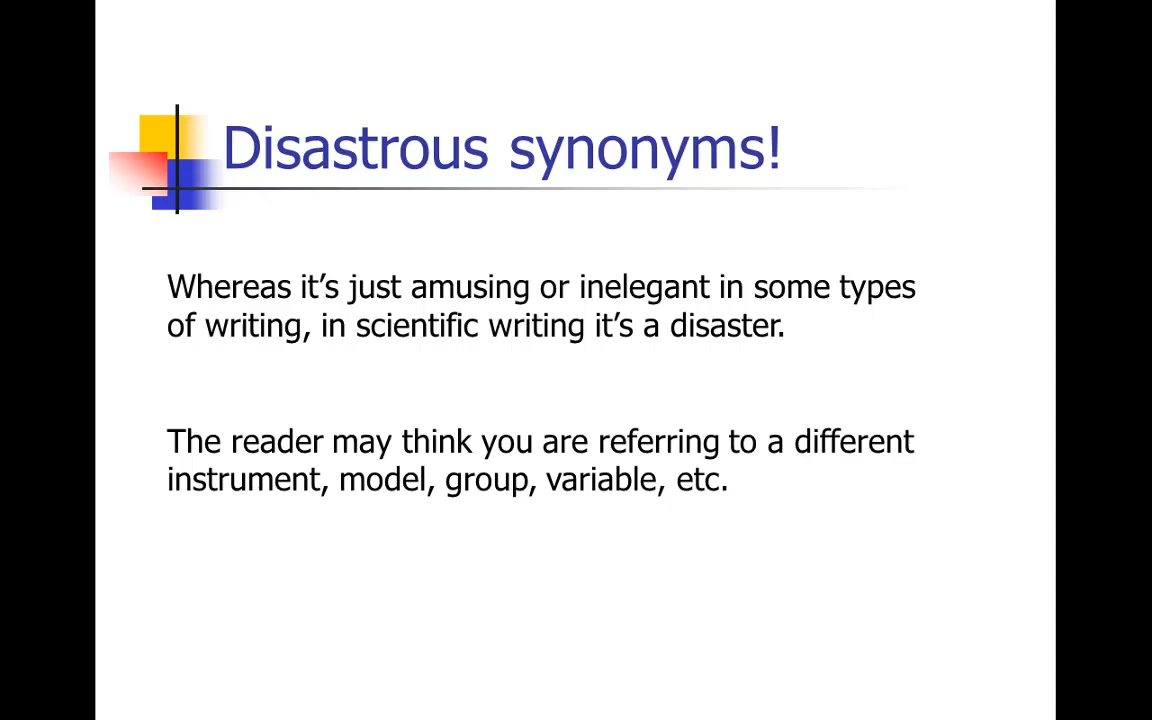 Disastrous synonyms!
Whereas it’s just amusing or inelegant in some types
of writing, in scientific writing it’s a disaster.
The reader may think you are referring to a different
instrument, model, group, variable, etc.